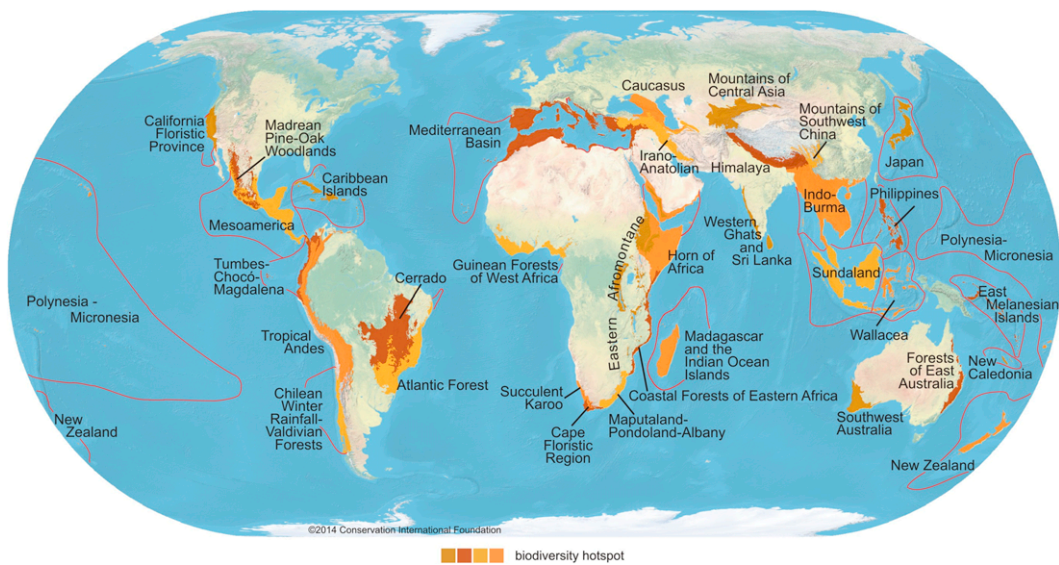 California
Floristic
Province
Madrean
Pine-Oak
Woodlands
Caribbean
Islands
Mesoamerica
Tumbes-
Chocó-
Magdalena
Polynesia -
Micronesia
Tropical
Andes
Cerrado
Atlantic Forest
Chilean
Winter
Rainfall-
Valdivian
Forests
New
Zealand
Mediterranean
Basin
Caucasus
Irano-
Anatolian
Mountains of
Central Asia
Mountains of
Southwest
China
Himalaya
Japan
Indo-
Burma
Philippines
Western
Ghats
and
Sri Lanka
Polynesia-
Micronesia
Guinean Forests
of West Africa
Eastern Afromontane
Horn of
Africa
Sundaland
Wallacea
East
Melanesian
Islands
Madagascar
and the
Indian Ocean
Islands
Coastal Forests of Eastern Africa
Succulent
Karoo
Cape
Floristic
Region
Maputaland-
Pondoland-Albany
Forests
of East
Australia
New
Caledonia
Southwest
Australia
New Zealand
©2014 Conservation International Foundation
biodiversity hotspot